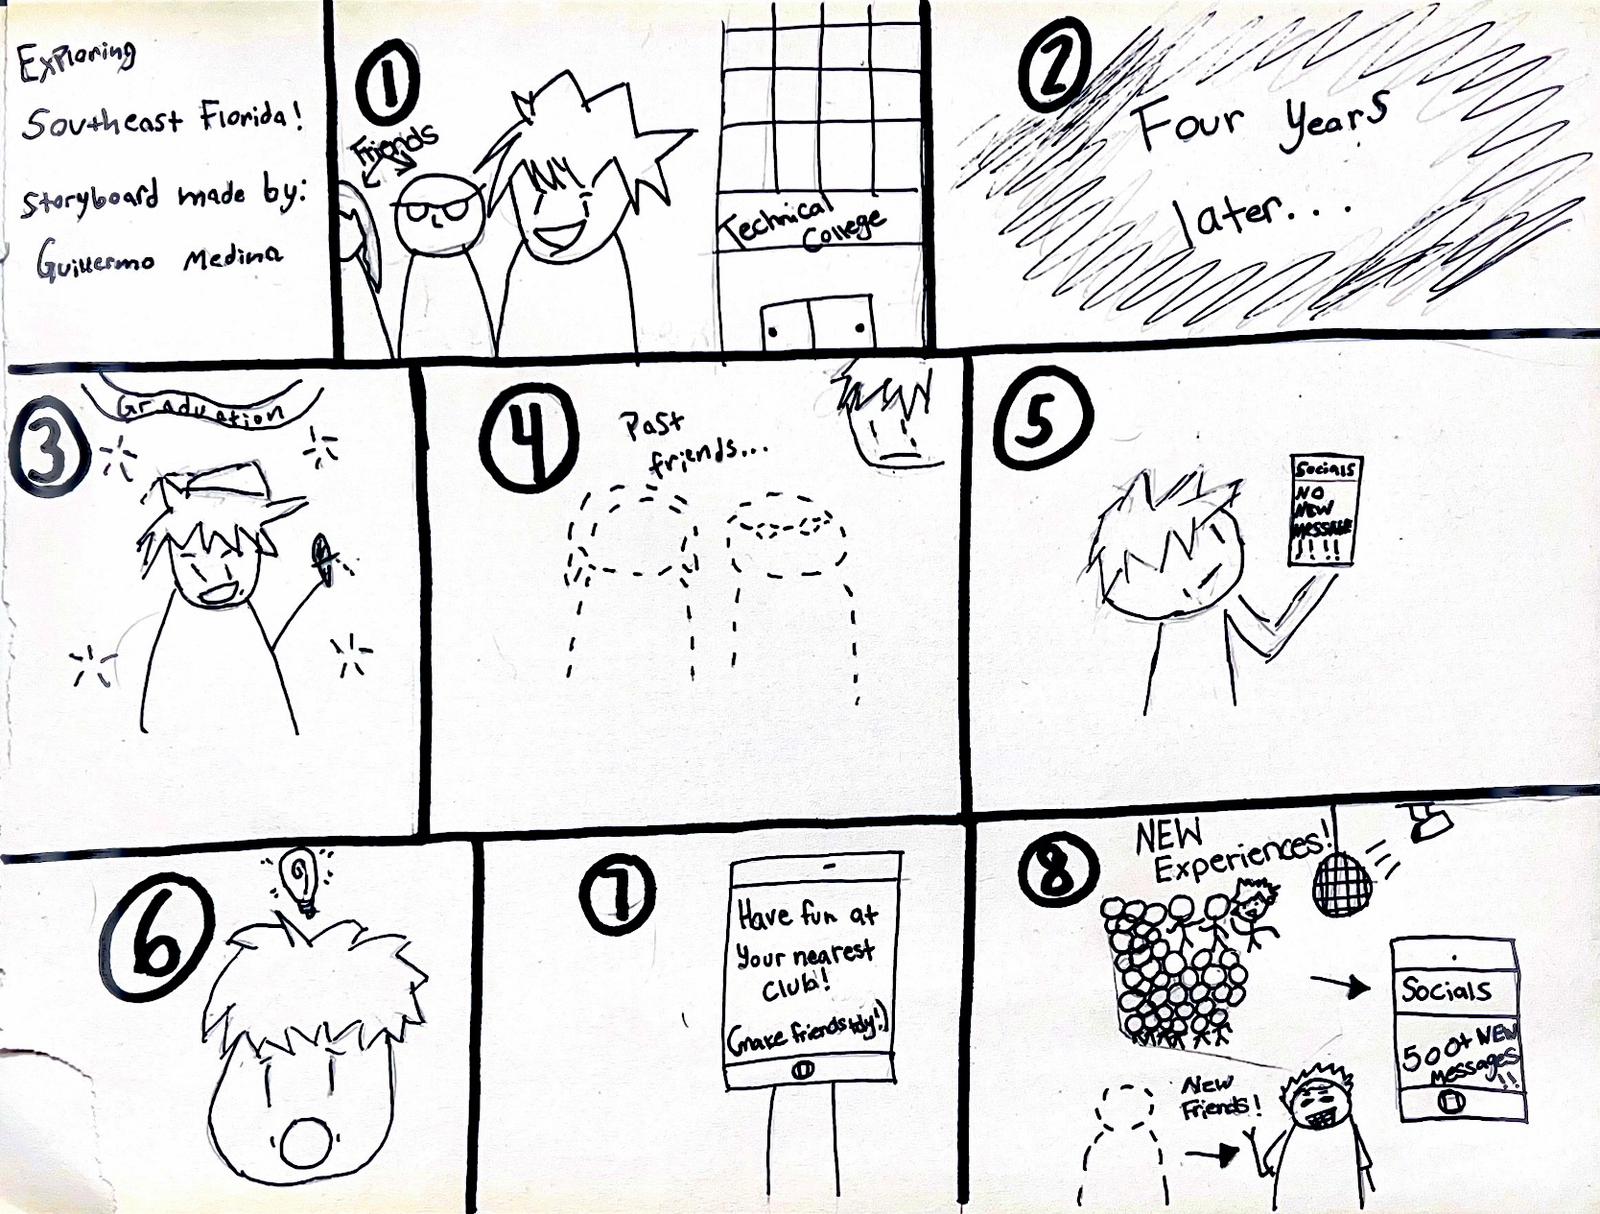 Exploring
Southeast Florida!
Storyboard made by:
Guillermo Medina
1
Friends
Technical
College
2
Four Years
later...
3
Graduation
4
Past
friends...
5
Socials
NO
NEW
MESSAGE
!!!!
6
7
Have fun at
your nearest
club!
(make friends tdy!)
8
NEW
Experiences!
Socials
500+ NEW
Messages
!!
New
Friends!